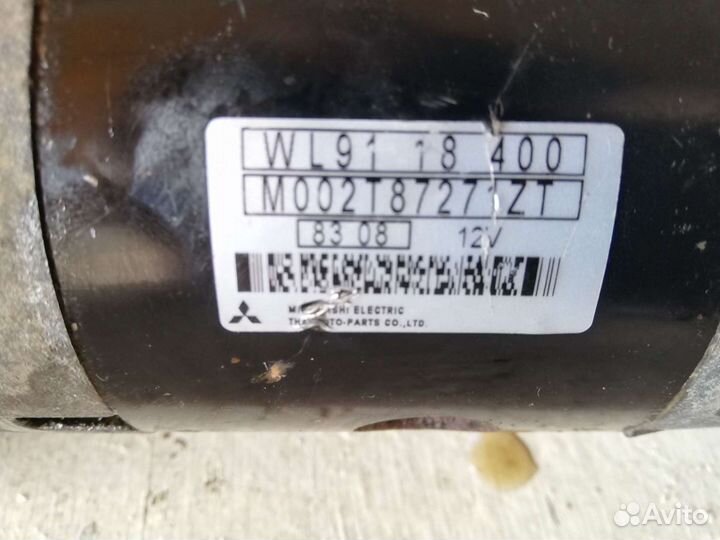 WL91 18 400
M002T87271ZT
83 08 12V
ELECTRIC
CO.,LTD.
Avito